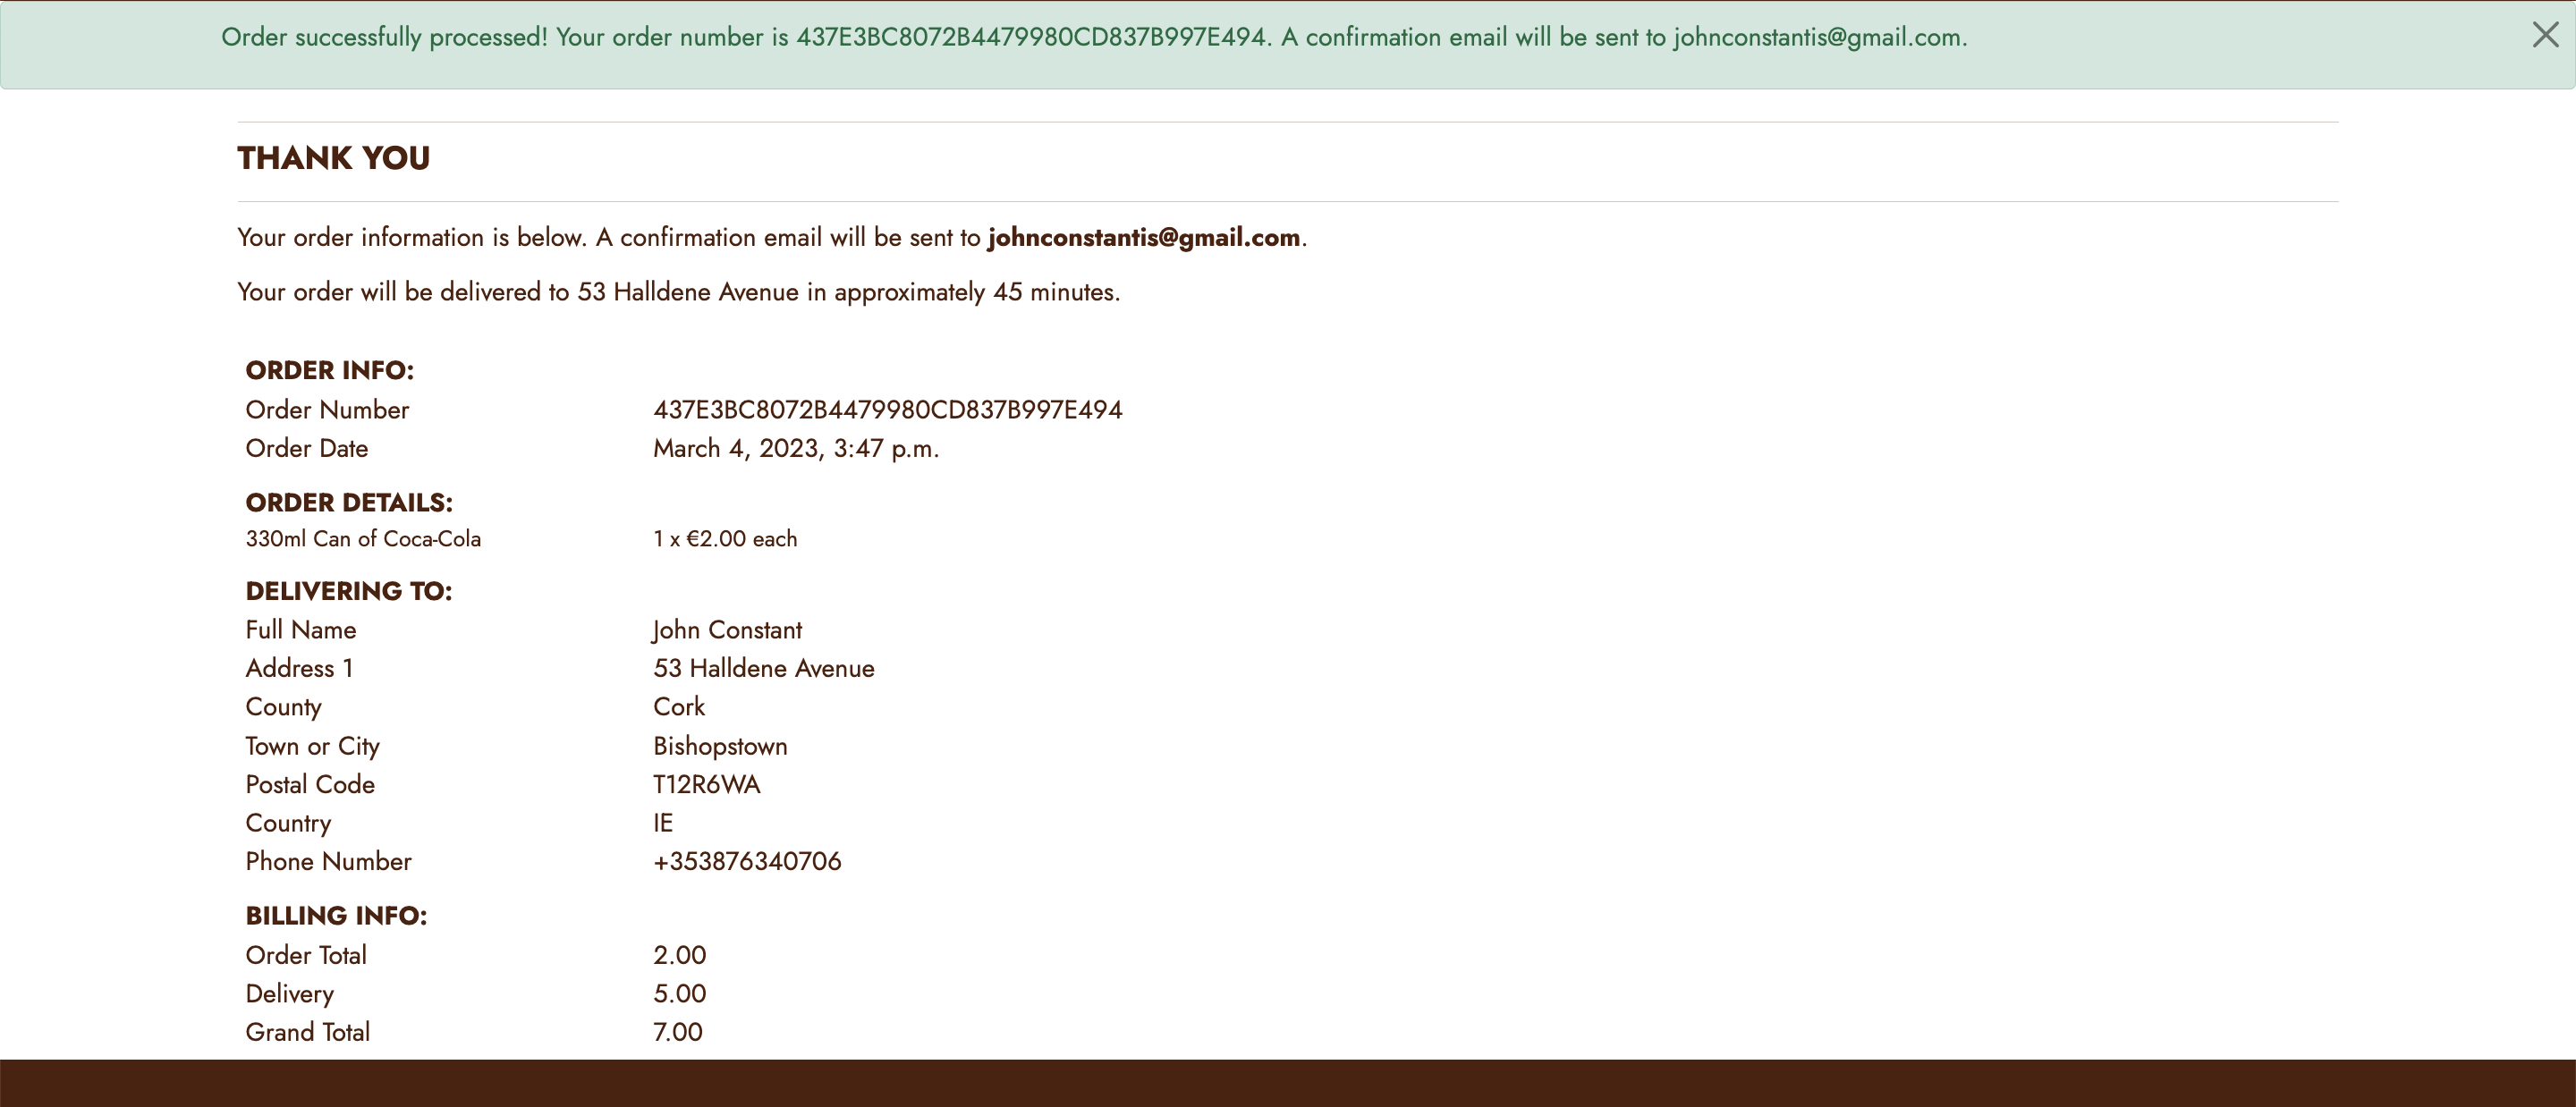 Order successfully processed! Your order number is 437E3BC8072B4479980CD837B997E494. A confirmation email will be sent to johnconstantis@gmail.com.
THANK YOU
Your order information is below. A confirmation email will be sent to johnconstantis@gmail.com.
Your order will be delivered to 53 Halldene Avenue in approximately 45 minutes.
ORDER INFO:
Order Number 437E3BC8072B4479980CD837B997E494
Order Date March 4, 2023, 3:47 p.m.
ORDER DETAILS:
330ml Can of Coca-Cola 1 x €2.00 each
DELIVERING TO:
Full Name John Constant
Address 1 53 Halldene Avenue
County Cork
Town or City Bishopstown
Postal Code T12R6WA
Country IE
Phone Number +353876340706
BILLING INFO:
Order Total 2.00
Delivery 5.00
Grand Total 7.00